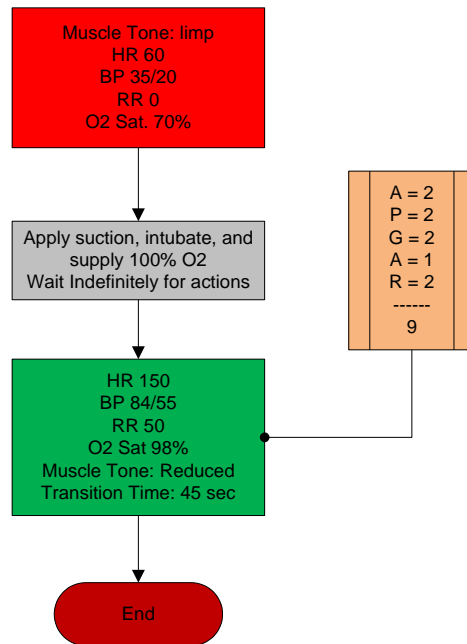 Muscle Tone: limp
HR 60
BP 35/20
RR 0
O2 Sat. 70%
Apply suction, intubate, and
supply 100% O2
Wait Indefinitely for actions
A = 2
P = 2
G = 2
A = 1
R = 2
------
9
HR 150
BP 84/55
RR 50
O2 Sat 98%
Muscle Tone: Reduced
Transition Time: 45 sec
End